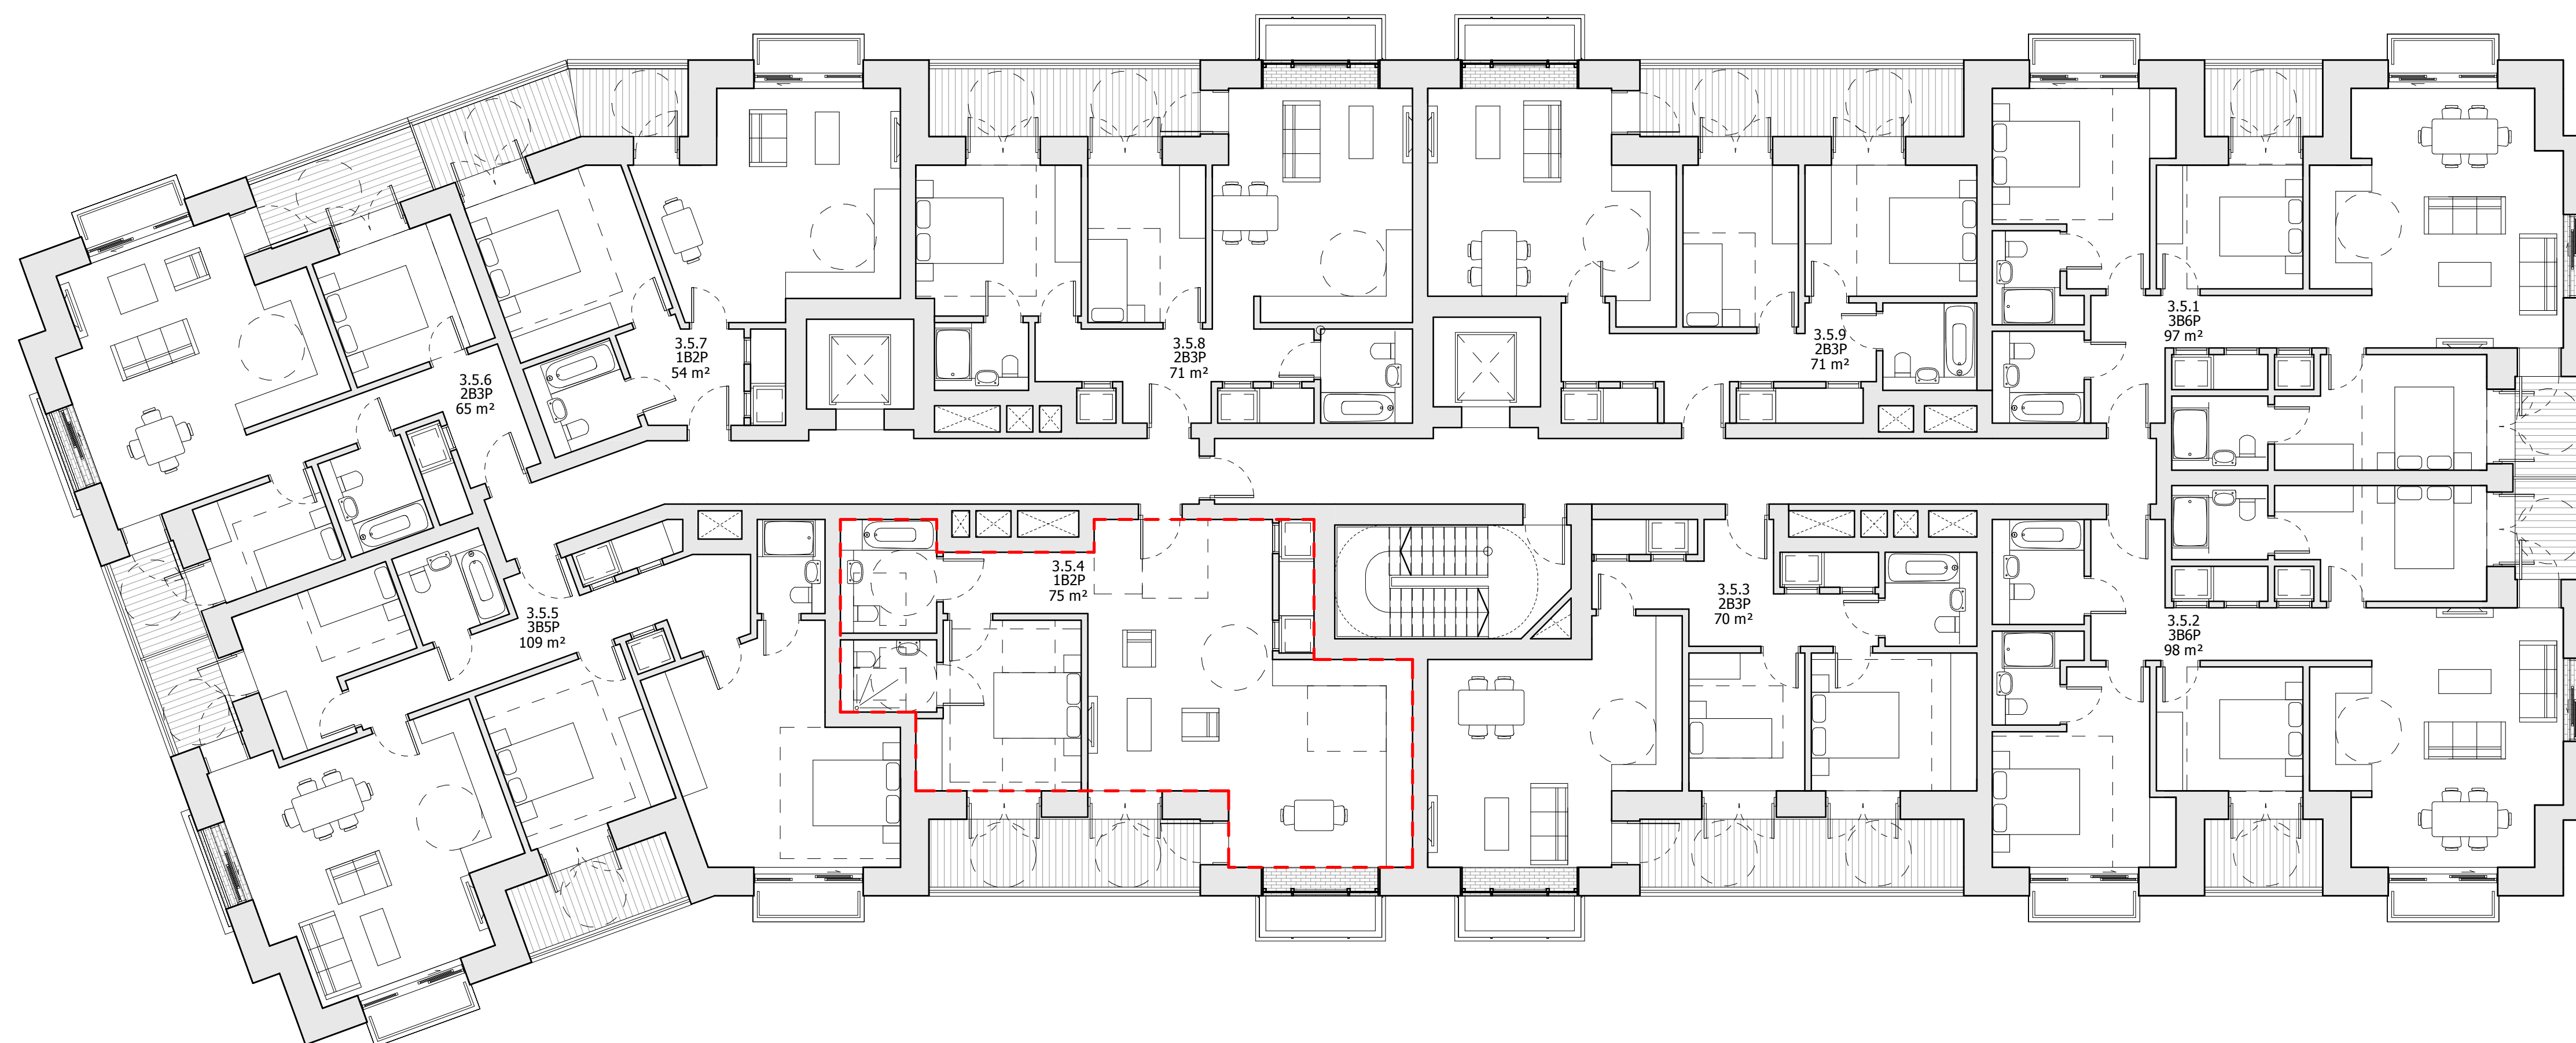 3.5.7
1B2P
54 m²
3.5.8
2B3P
71 m²
3.5.9
2B3P
71 m²
3.5.1
3B6P
97 m²
3.5.6
2B3P
65 m²
3.5.5
3B5P
109 m²
3.5.4
1B2P
75 m²
3.5.3
2B3P
70 m²
3.5.2
3B6P
98 m²